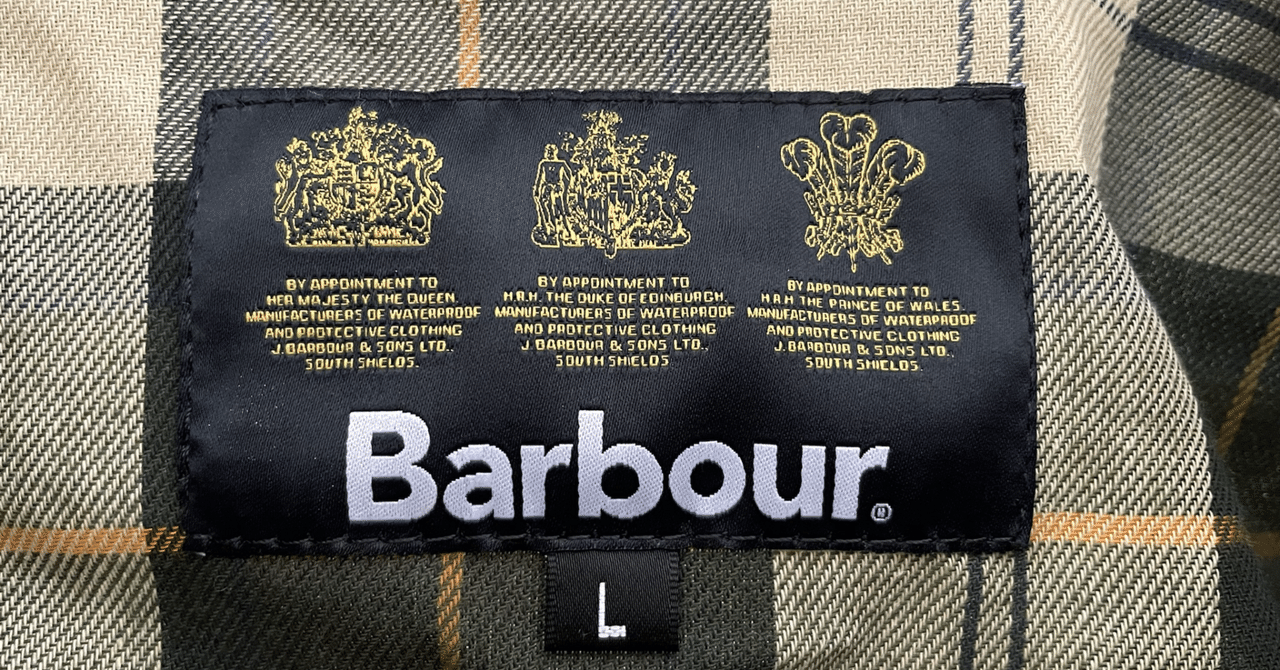 BY APPOINTMENT TO
HER MAJESTY THE QUEEN
MANUFACTURERS OF WATERPROOF
AND PROTECTIVE CLOTHING
J. BARBOUR & SONS LTD.,
SOUTH SHIELDS.
BY APPOINTMENT TO
H.R.H. THE DUKE OF EDINBURGH,
MANUFACTURERS OF WATERPROOF
AND PROTECTIVE CLOTHING
J. BARBOUR & SONS LTD.,
SOUTH SHIELDS
BY APPOINTMENT TO
H.R.H THE PRINCE OF WALES.
MANUFACTURERS OF WATERPROOF
AND PROTECTIVE CLOTHING
J. BARBOUR & SONS LTD.,
SOUTH SHIELDS.
Barbour.®
L